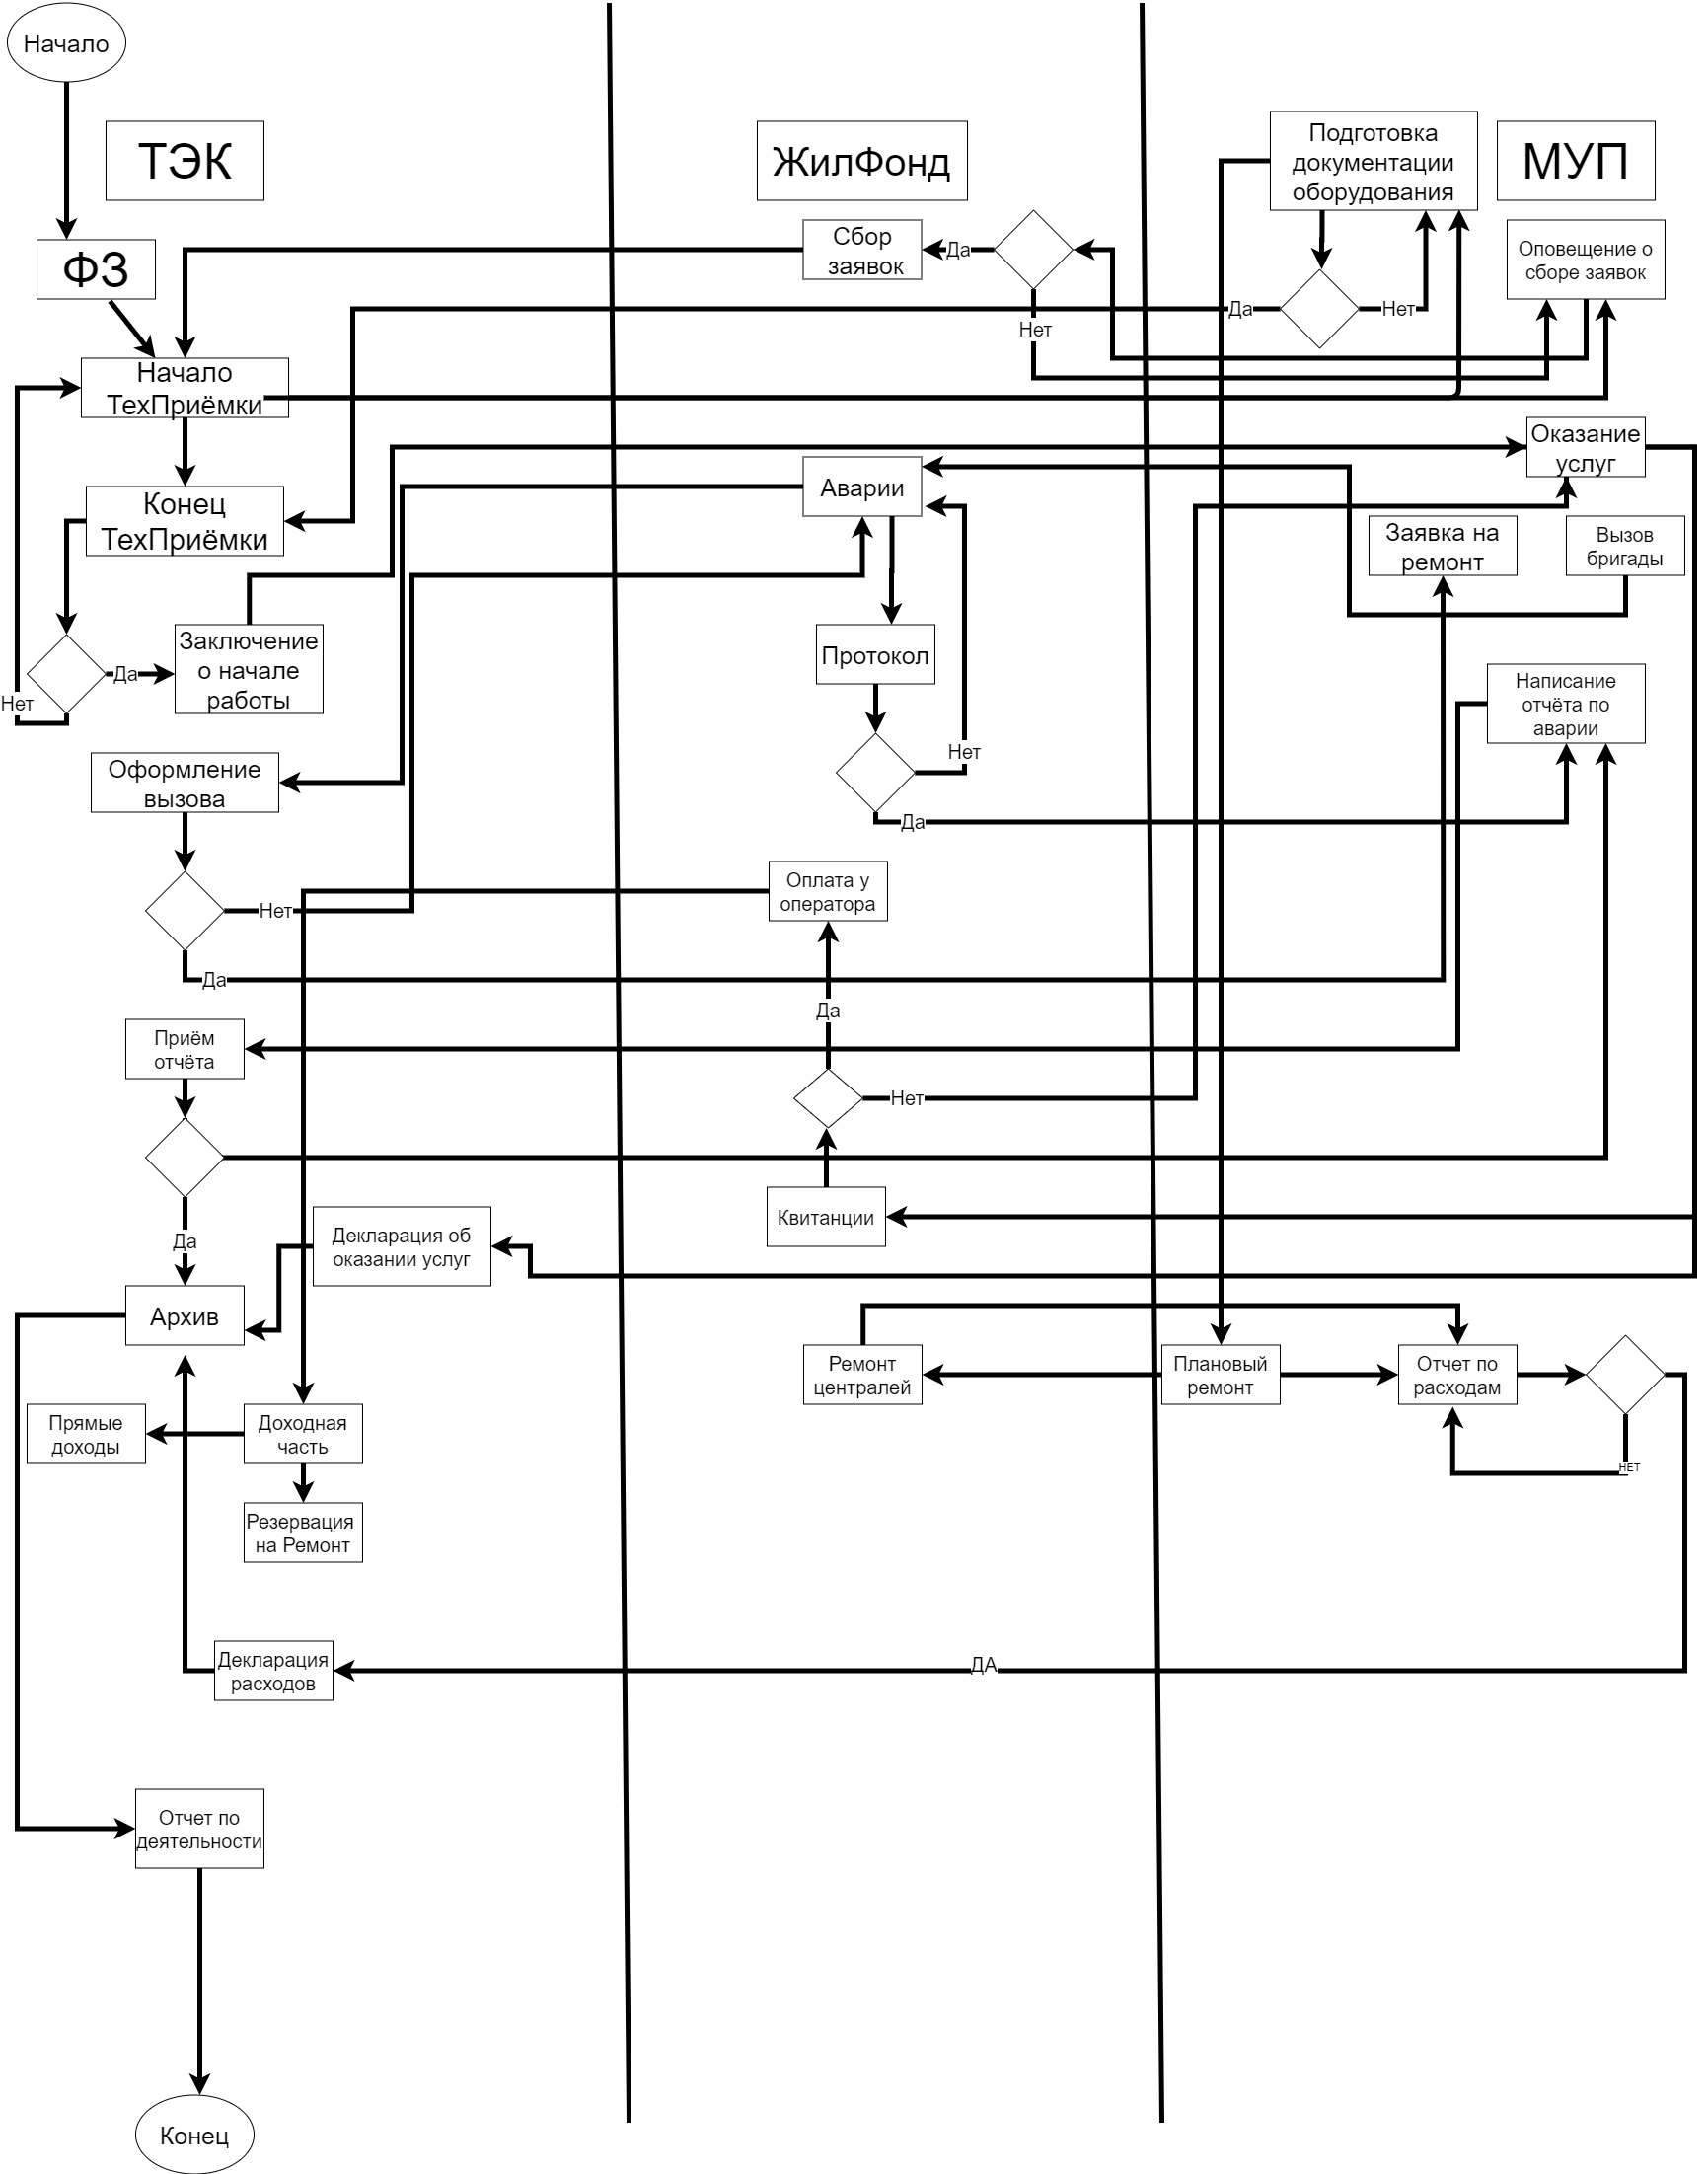 Начало
ТЭК
ЖилФонд
Подготовка
документации
оборудования
МУП
ФЗ
Сбор
заявок
Да
Оповещение о
сборе заявок
Да
Нет
Нет
Начало
ТехПриёмки
Оказание
услуг
Аварии
Конец
ТехПриёмки
Заявка на
ремонт
Вызов
бригады
Заключение
о начале
работы
Да
Нет
Протокол
Написание
отчёта по
аварии
Нет
Оформление
вызова
Да
Оплата у
оператора
Нет
Да
Да
Приём
отчёта
Нет
Квитанции
Да
Декларация об
оказании услуг
Архив
Ремонт
централей
Плановый
ремонт
Отчет по
расходам
Прямые
доходы
Доходная
часть
НЕТ
Резервация
на Ремонт
Декларация
расходов
ДА
Отчет по
деятельности
Конец